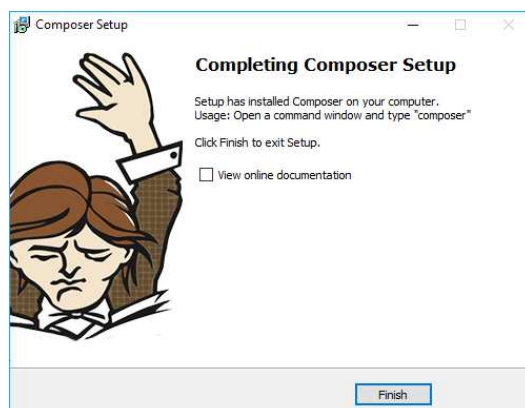 Composer Setup
Completing Composer Setup
Setup has installed Composer on your computer.
Usage: Open a command window and type "composer"
Click Finish to exit Setup.
View online documentation
Finish